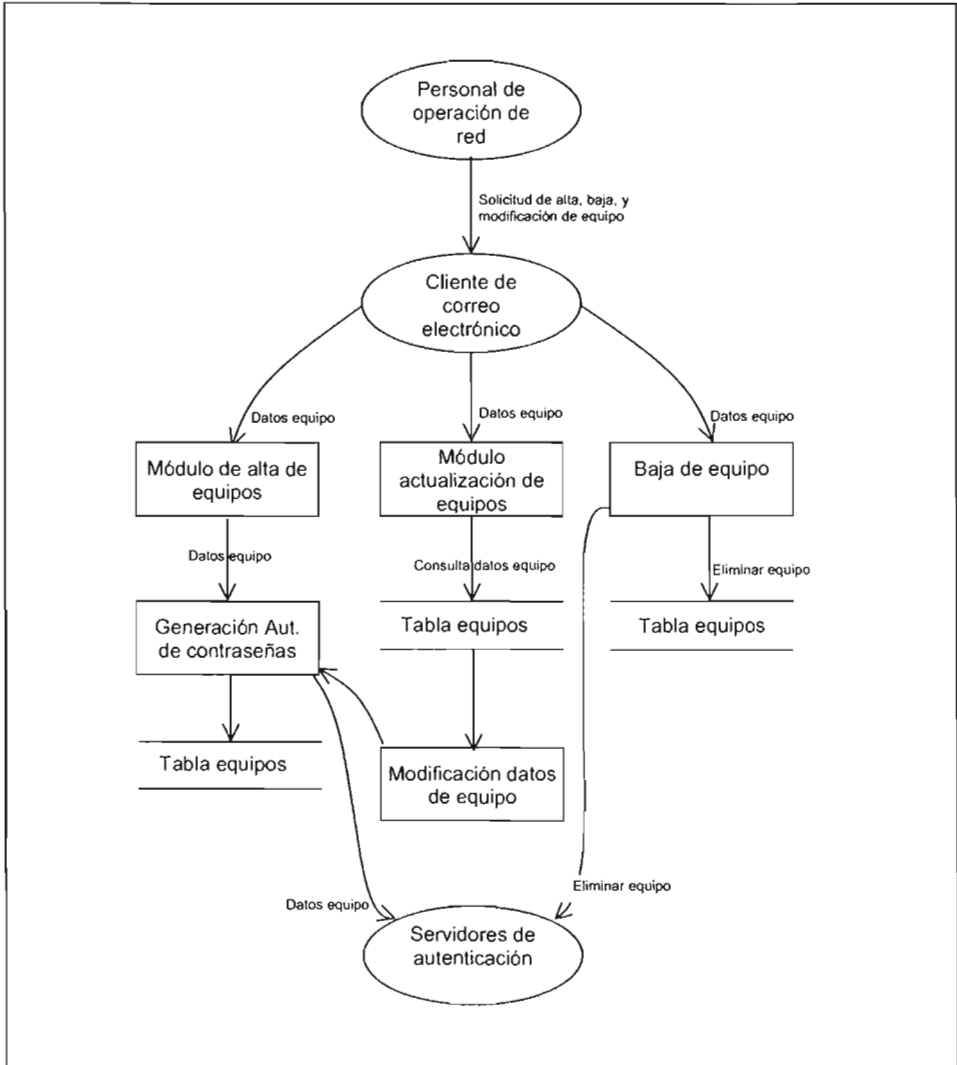 Personal de
operación de
red
Solicitud de alta, baja, y
modificación de equipo
Cliente de
correo
electrónico
Datos equipo
Datos equipo
Datos equipo
Módulo de alta de
equipos
Módulo
actualización de
equipos
Baja de equipo
Datos equipo
Consulta datos equipo
Eliminar equipo
Generación Aut.
de contraseñas
Tabla equipos
Tabla equipos
Tabla equipos
Modificación datos
de equipo
Datos equipo
Eliminar equipo
Servidores de
autenticación